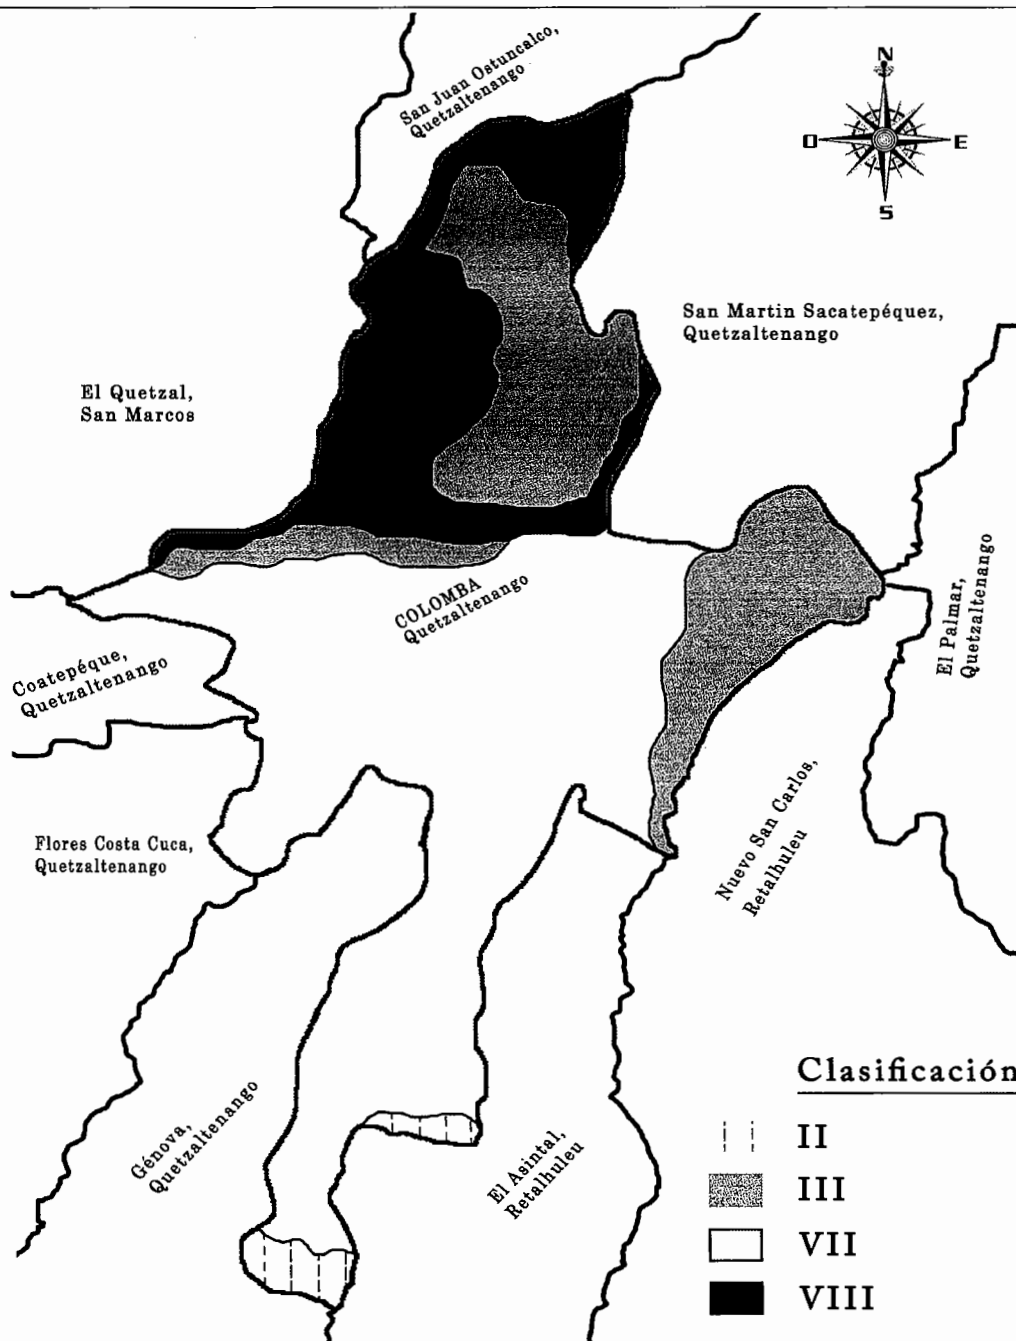 San Juan Ostuncalco,
Quetzaltenango
N
O
E
S
San Martin Sacatepéquez,
Quetzaltenango
El Quetzal,
San Marcos
COLOMBA
Quetzaltenango
El Palmar,
Quetzaltenango
Coatepéque,
Quetzaltenango
Flores Costa Cuca,
Quetzaltenango
Nuevo San Carlos,
Retalhuleu
Génova,
Quetzaltenango
El Asintal,
Retalhuleu
Clasificación
II
III
VII
VIII